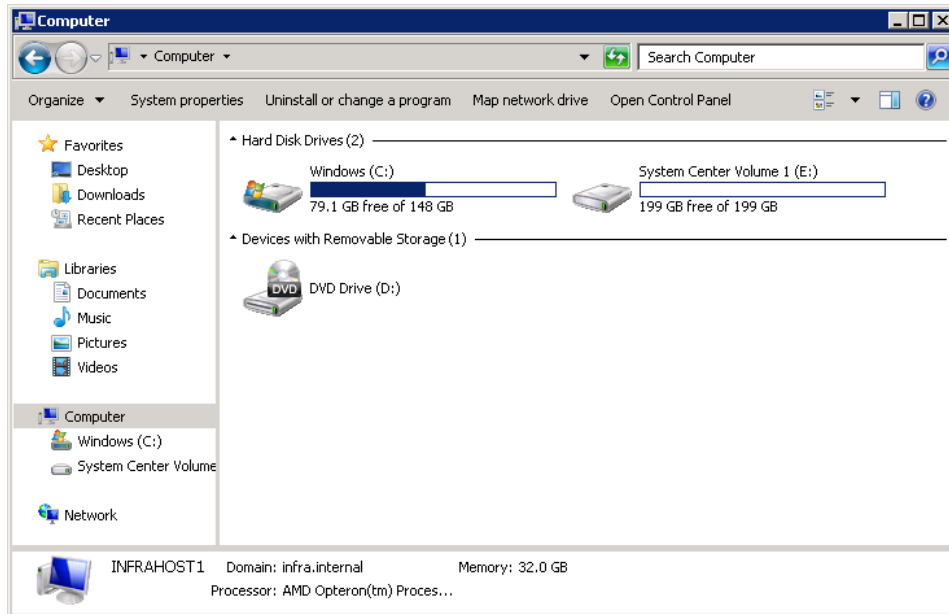 Computer
Computer
Search Computer
Organize System properties Uninstall or change a program Map network drive Open Control Panel
Favorites
Desktop
Downloads
Recent Places
Libraries
Documents
Music
Pictures
Videos
Computer
Windows (C:)
System Center Volume
Network
Hard Disk Drives (2)
Windows (C:)
79.1 GB free of 148 GB
System Center Volume 1 (E:)
199 GB free of 199 GB
Devices with Removable Storage (1)
DVD
DVD Drive (D:)
INFRAHOST1 Domain: infra.internal Memory: 32.0 GB
Processor: AMD Opteron(tm) Proces...